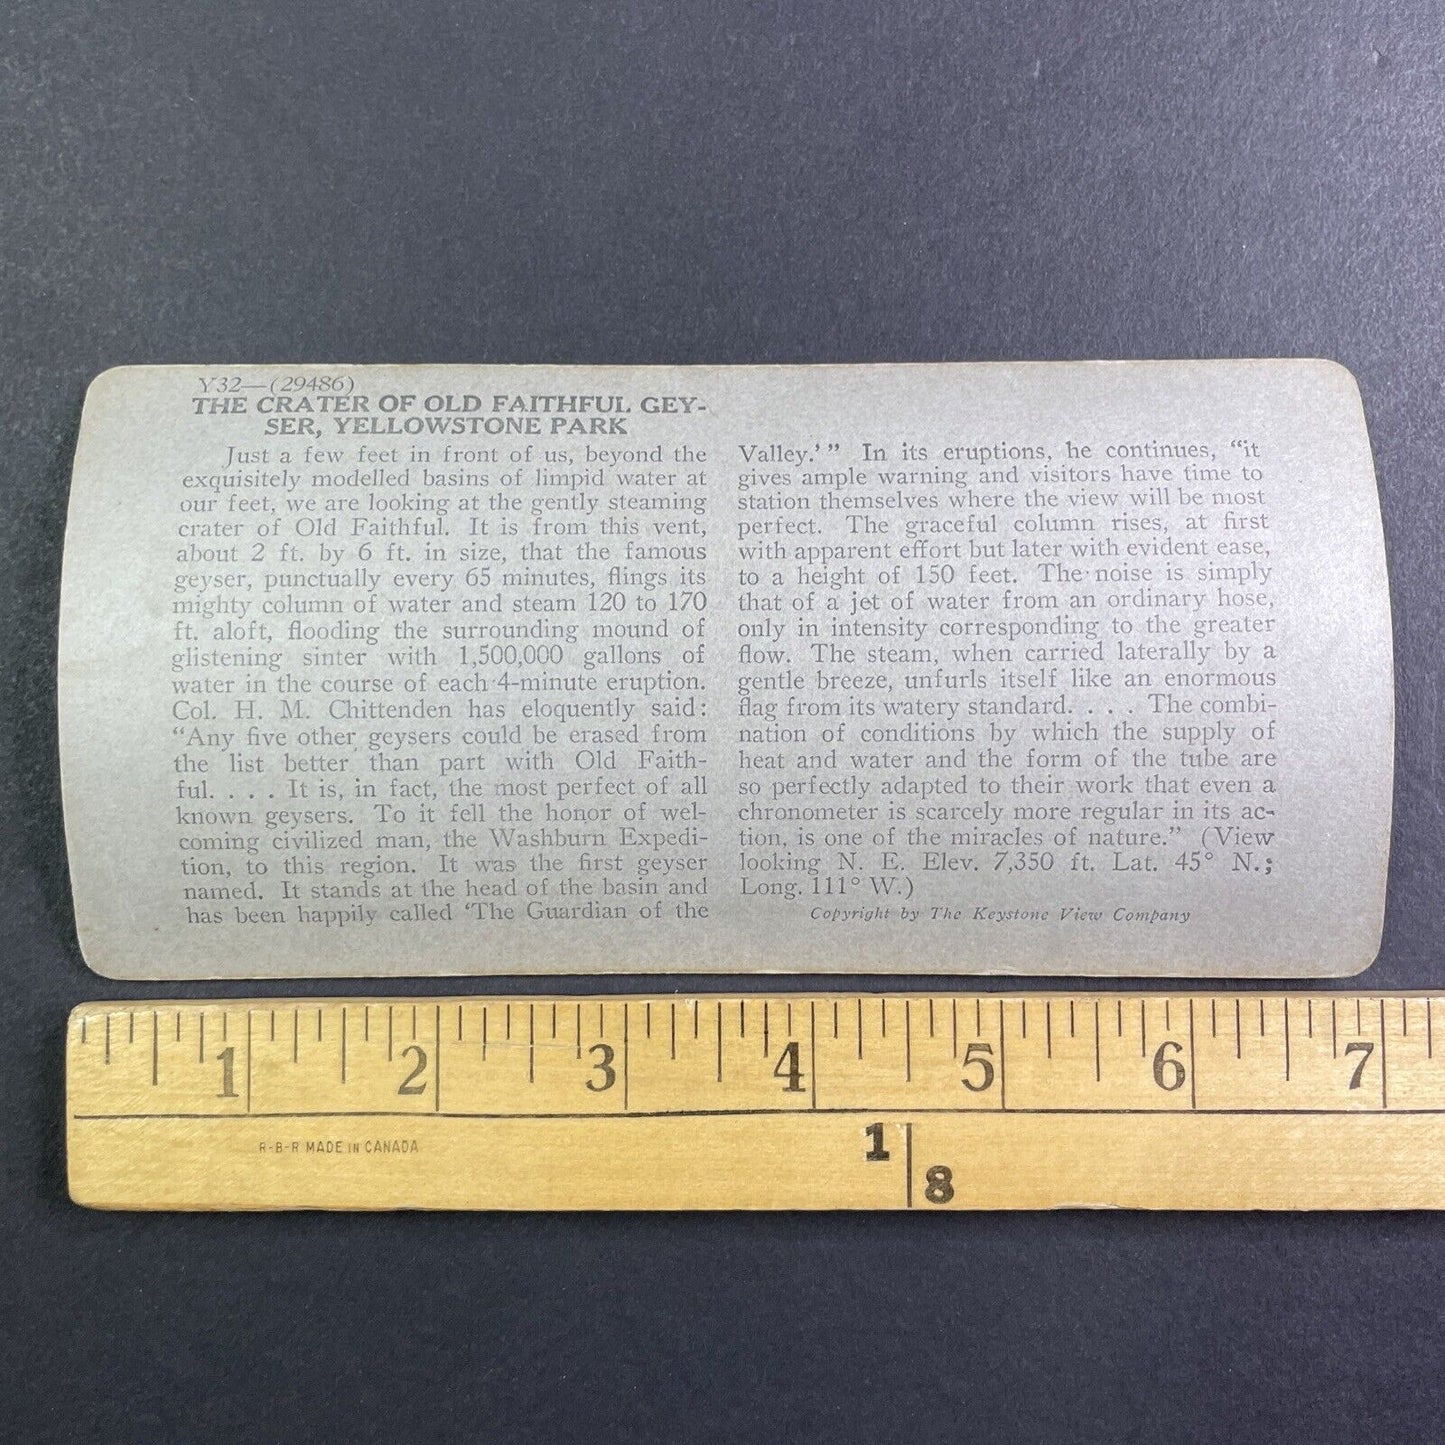 Y32—(29486)
THE CRATER OF OLD FAITHFUL GEY-
SER, YELLOWSTONE PARK
Just a few feet in front of us, beyond the
exquisitely modelled basins of limpid water at
our feet, we are looking at the gently steaming
crater of Old Faithful. It is from this vent,
about 2 ft. by 6 ft. in size, that the famous
geyser, punctually every 65 minutes, flings its
mighty column of water and steam 120 to 170
ft. aloft, flooding the surrounding mound of
glistening sinter with 1,500,000 gallons of
water in the course of each 4-minute eruption.
Col. H. M. Chittenden has eloquently said:
“Any five other geysers could be erased from
the list better than part with Old Faith-
ful. . . . It is, in fact, the most perfect of all
known geysers. To it fell the honor of wel-
coming civilized man, the Washburn Expedi-
tion, to this region. It was the first geyser
named. It stands at the head of the basin and
has been happily called ‘The Guardian of the
Valley.’” In its eruptions, he continues, “it
gives ample warning and visitors have time to
station themselves where the view will be most
perfect. The graceful column rises, at first
with apparent effort but later with evident ease,
to a height of 150 feet. The noise is simply
that of a jet of water from an ordinary hose,
only in intensity corresponding to the greater
flow. The steam, when carried laterally by a
gentle breeze, unfurls itself like an enormous
flag from its watery standard. . . . The combi-
nation of conditions by which the supply of
heat and water and the form of the tube are
so perfectly adapted to their work that even a
chronometer is scarcely more regular in its ac-
tion, is one of the miracles of nature.” (View
looking N. E. Elev. 7,350 ft. Lat. 45° N.;
Long. 111° W.)
Copyright by The Keystone View Company
1 2 3 4 5 6 7
R-B-R MADE IN CANADA
1
8